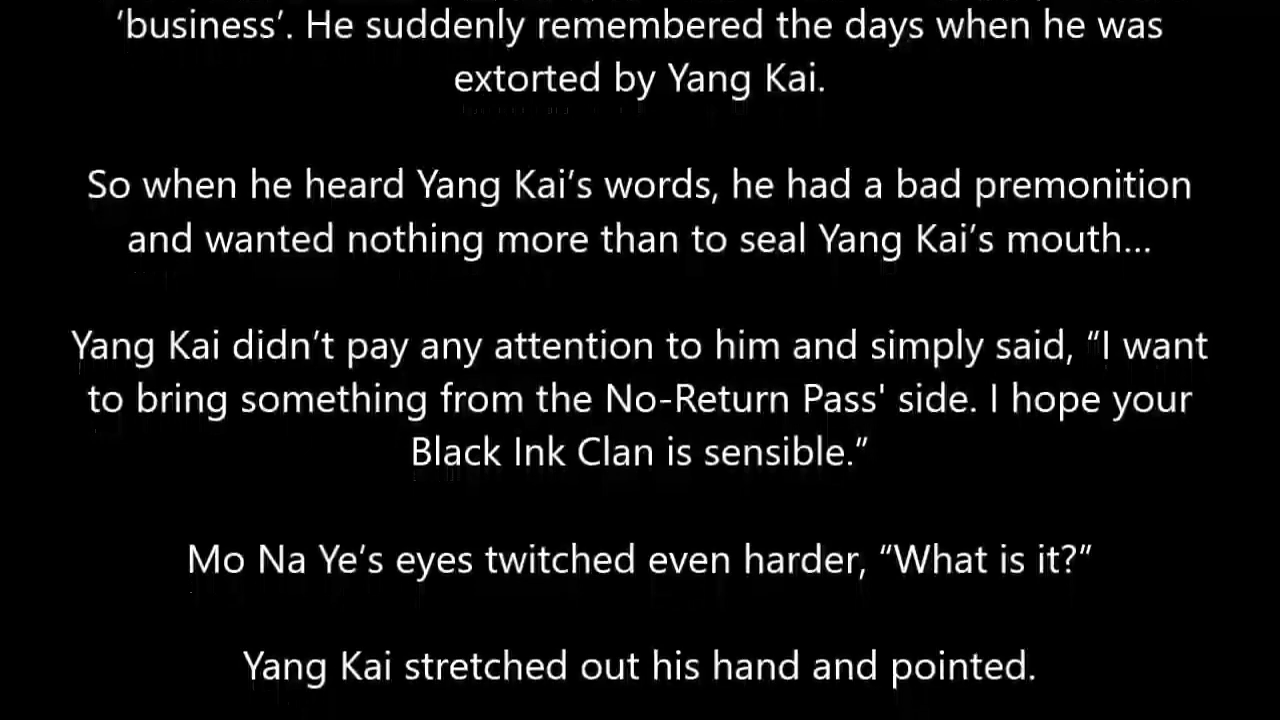 ‘business’. He suddenly remembered the days when he was
extorted by Yang Kai.
So when he heard Yang Kai’s words, he had a bad premonition
and wanted nothing more than to seal Yang Kai’s mouth...
Yang Kai didn’t pay any attention to him and simply said, “I want
to bring something from the No-Return Pass' side. I hope your
Black Ink Clan is sensible.”
Mo Na Ye’s eyes twitched even harder, “What is it?”
Yang Kai stretched out his hand and pointed.